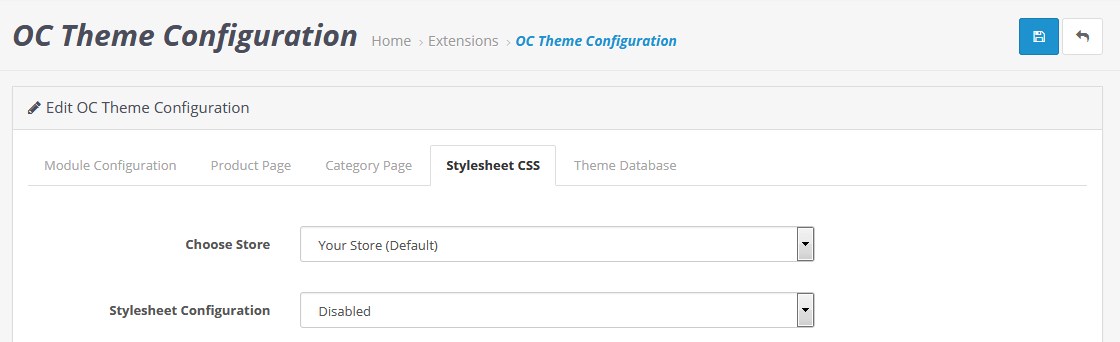 OC Theme Configuration Home › Extensions › OC Theme Configuration
Edit OC Theme Configuration
Module Configuration Product Page Category Page Stylesheet CSS Theme Database
Choose Store Your Store (Default)
Stylesheet Configuration Disabled